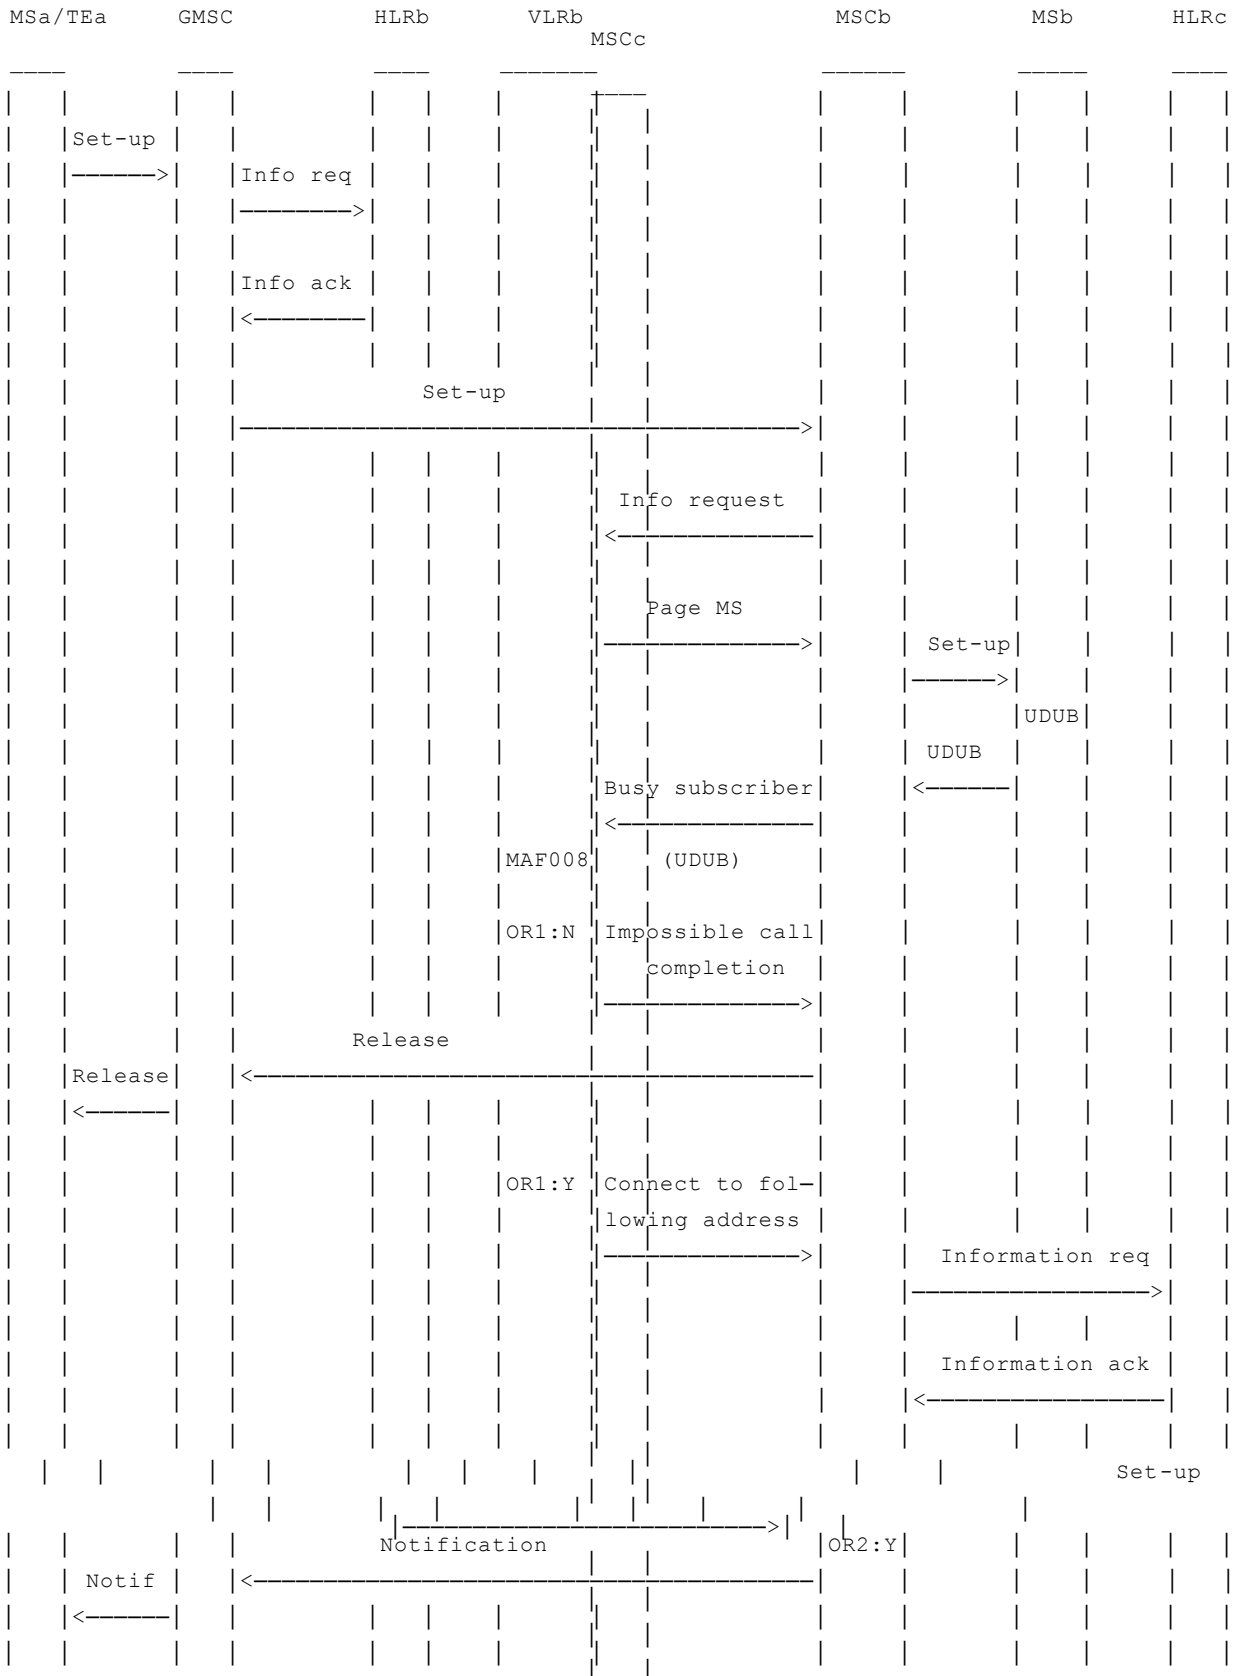 MSa/TEa GMSC HLRb VLRb MSCb MSb HLRc
MSCc
Set-up
Info req
Info ack
Set-up
Info request
Page MS
Set-up
UDUB
UDUB
Busy subscriber
MAF008 (UDUB)
OR1:N Impossible call
completion
Release
Release
OR1:Y Connect to fol-
lowing address
Information req
Information ack
Set-up
Notification OR2:Y
Notif